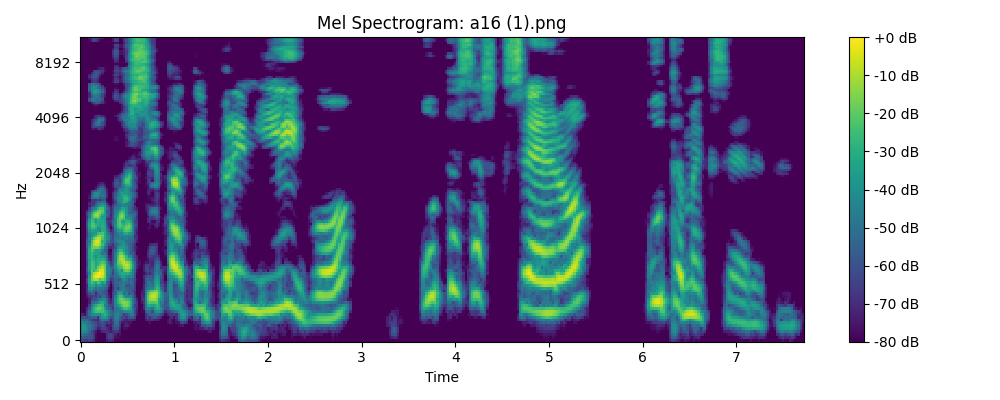 Mel Spectrogram: a16 (1).png
Hz
8192
4096
2048
1024
512
0
0 1 2 3 4 5 6 7
Time
+0 dB
-10 dB
-20 dB
-30 dB
-40 dB
-50 dB
-60 dB
-70 dB
-80 dB